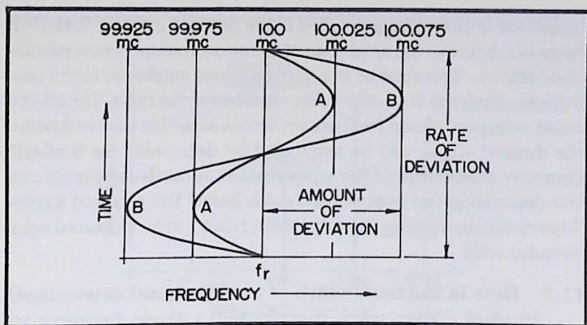 99.925 99.975 100 100.025 100.075
mc mc mc mc mc
A B
RATE
OF
DEVIATION
TIME
B A
AMOUNT
OF
DEVIATION
fr
FREQUENCY